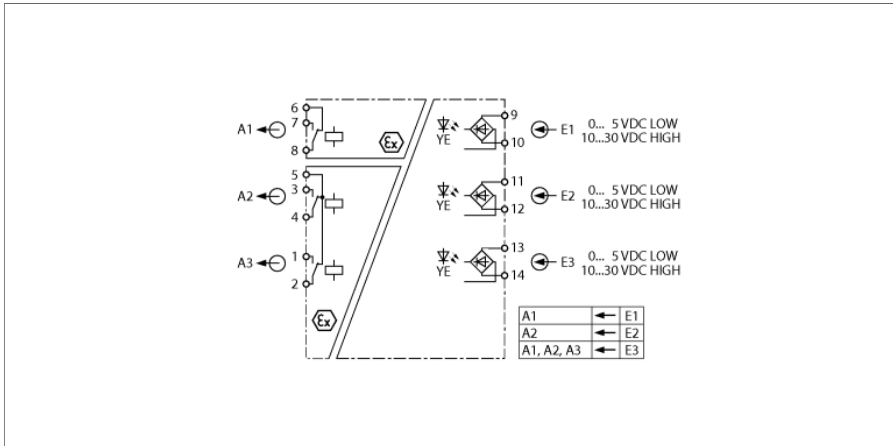 6
7
A1
8
Ex
5
3
A2
4
1
A3
2
Ex
9
YE
10
E1
0... 5 VDC LOW
10...30 VDC HIGH
11
YE
12
E2
0... 5 VDC LOW
10...30 VDC HIGH
13
YE
14
E3
0... 5 VDC LOW
10...30 VDC HIGH
A1 E1
A2 E2
A1, A2, A3 E3